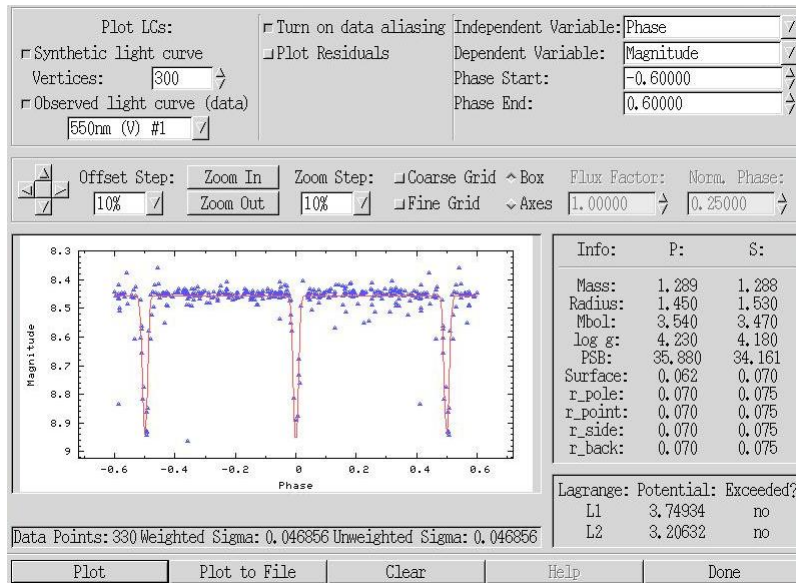 Plot LCs:
Synthetic light curve
Vertices: 300
Observed light curve (data)
550nm (V) #1
Turn on data aliasing
Plot Residuals
Independent Variable: Phase
Dependent Variable: Magnitude
Phase Start: -0.60000
Phase End: 0.60000
Offset Step:
10%
Zoom In
Zoom Out
Zoom Step:
10%
Coarse Grid
Fine Grid
Box
Axes
Flux Factor:
1.00000
Norm. Phase:
0.25000
8.3
8.4
8.5
8.6
8.7
8.8
8.9
9
Magnitude
-0.6 -0.4 -0.2 0 0.2 0.4 0.6
Phase
Info: P: S:
Mass: 1.289 1.288
Radius: 1.450 1.530
Mbol: 3.540 3.470
log g: 4.230 4.180
PSB: 35.880 34.161
Surface: 0.062 0.070
r_pole: 0.070 0.075
r_point: 0.070 0.075
r_side: 0.070 0.075
r_back: 0.070 0.075
Lagrange: Potential: Exceeded?
L1 3.74934 no
L2 3.20632 no
Data Points: 330 Weighted Sigma: 0.046856 Unweighted Sigma: 0.046856
Plot
Plot to File
Clear
Help
Done